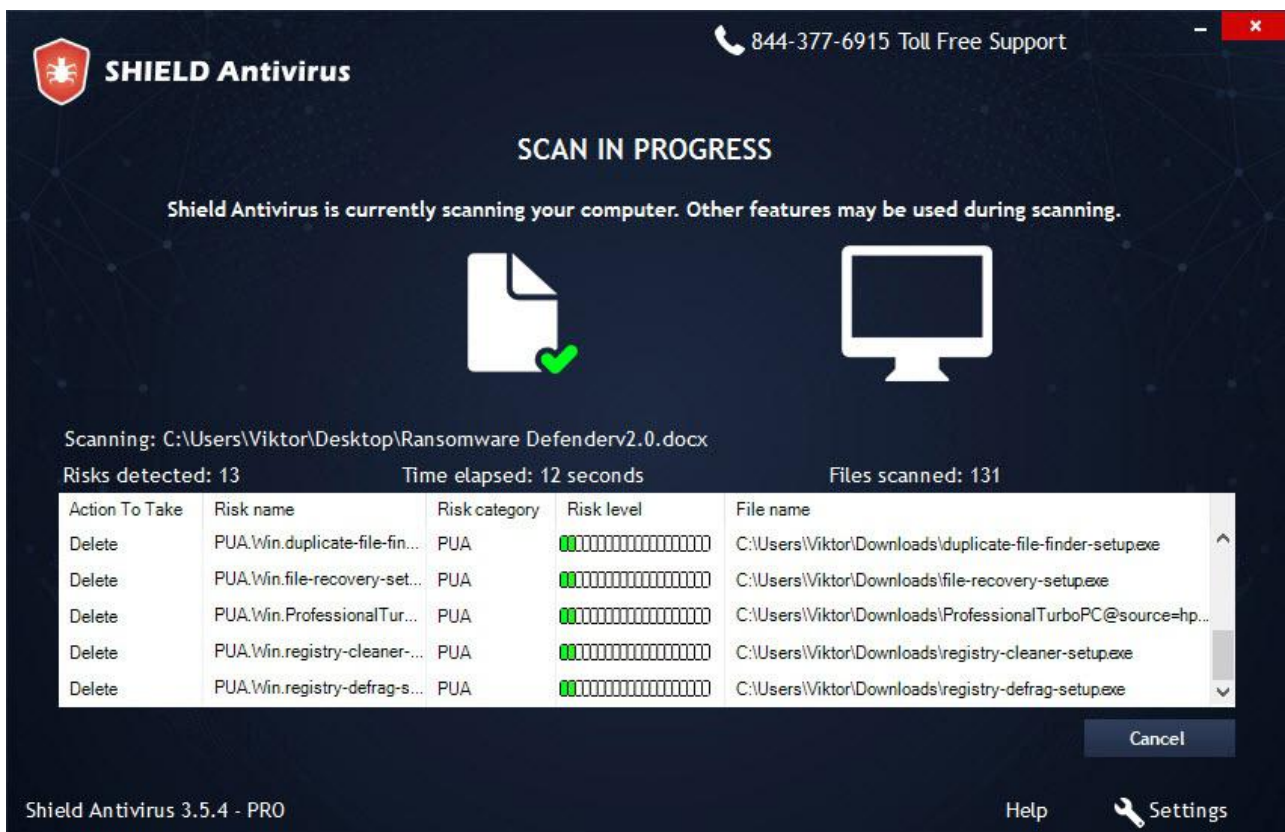 844-377-6915 Toll Free Support
SHIELD Antivirus
SCAN IN PROGRESS
Shield Antivirus is currently scanning your computer. Other features may be used during scanning.
Scanning: C:\Users\Viktor\Desktop\Ransomware Defenderv2.0.docx
Risks detected: 13 Time elapsed: 12 seconds Files scanned: 131
Action To Take Risk name Risk category Risk level File name
Delete PUA.Win.duplicate-file-fin... PUA C:\Users\Viktor\Downloads\duplicate-file-finder-setup.exe
Delete PUA.Win.file-recovery-set... PUA C:\Users\Viktor\Downloads\file-recovery-setup.exe
Delete PUA.Win.ProfessionalTur... PUA C:\Users\Viktor\Downloads\ProfessionalTurboPC@source=hp...
Delete PUA.Win.registry-cleaner-... PUA C:\Users\Viktor\Downloads\registry-cleaner-setup.exe
Delete PUA.Win.registry-defrag-s... PUA C:\Users\Viktor\Downloads\registry-defrag-setup.exe
Cancel
Shield Antivirus 3.5.4 - PRO Help Settings